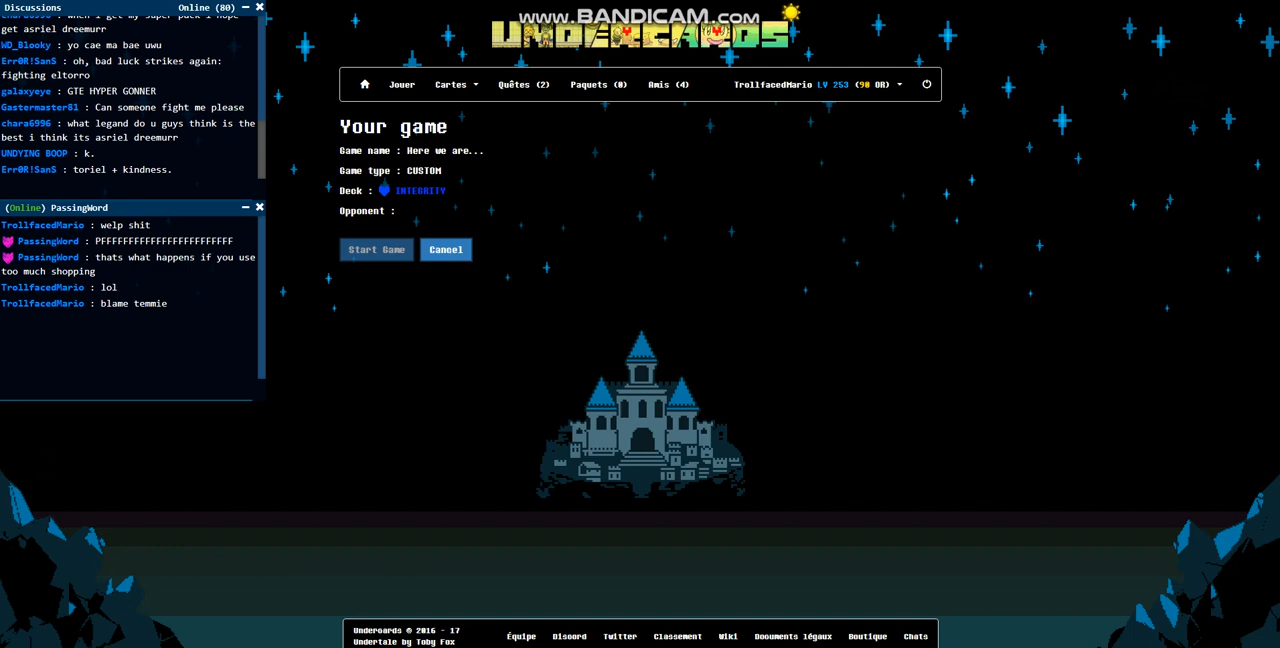 Discussions Online (80) − ×
get asriel dreemurr
WD_Blooky : yo cae ma bae uwu
Err0R!SanS : oh, bad luck strikes again:
fighting eltorro
galaxyeye : GTE HYPER GONNER
Gastermaster81 : Can someone fight me please
chara6996 : what legand do u guys think is the
best i think its asriel dreemurr
UNDYING BOOP : k.
Err0R!SanS : toriel + kindness.
(Online) PassingWord − ×
TrollfacedMario : welp shit
PassingWord : PFFFFFFFFFFFFFFFFFFFFFFFFF
PassingWord : thats what happens if you use
too much shopping
TrollfacedMario : lol
TrollfacedMario : blame temmie
www.BANDICAM.com
UNDERCARDS
Jouer Cartes Quêtes (2) Paquets (0) Amis (4) TrollfacedMario LV 253 (90 OR)
Your game
Game name : Here we are...
Game type : CUSTOM
Deck : INTEGRITY
Opponent :
Start Game Cancel
Undercards © 2016 - 17
Undertale by Toby Fox
Équipe Discord Twitter Classement Wiki Documents légaux Boutique Chats